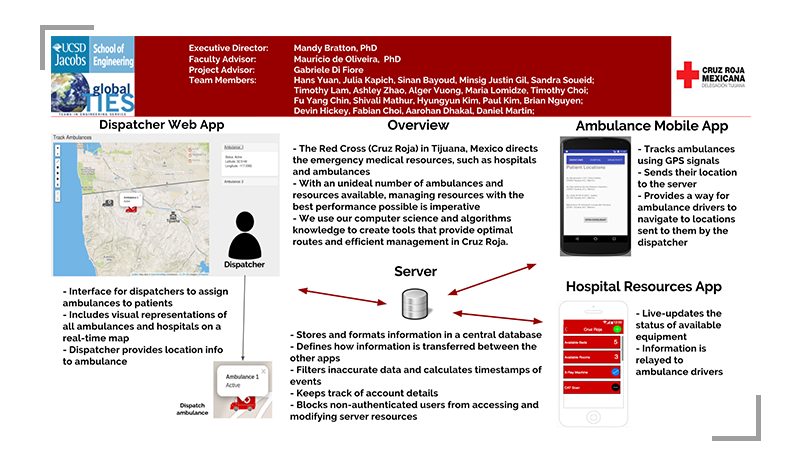 UCSD
Jacobs
School of
Engineering
global
TIES
TEAMS IN ENGINEERING SERVICE
Executive Director: Mandy Bratton, PhD
Faculty Advisor: Maurício de Oliveira, PhD
Project Advisor: Gabriele Di Fiore
Team Members: Hans Yuan, Julia Kapich, Sinan Bayoud, Minsig Justin Gil, Sandra Soueid;
Timothy Lam, Ashley Zhao, Alger Vuong, Maria Lomidze, Timothy Choi;
Fu Yang Chin, Shivali Mathur, Hyungyun Kim, Paul Kim, Brian Nguyen;
Devin Hickey, Fabian Choi, Aarohan Dhakal, Daniel Martin;
CRUZ ROJA
MEXICANA
DELEGACIÓN TIJUANA
Dispatcher Web App
Track Ambulances
Ambulance 1
Ambulance 2
Tijuana
Dispatcher
- Interface for dispatchers to assign
ambulances to patients
- Includes visual representations of
all ambulances and hospitals on a
real-time map
- Dispatcher provides location info
to ambulance
Ambulance 1
Active
Dispatch
ambulance
Overview
- The Red Cross (Cruz Roja) in Tijuana, Mexico directs
the emergency medical resources, such as hospitals
and ambulances
- With an unideal number of ambulances and
resources available, managing resources with the
best performance possible is imperative
- We use our computer science and algorithms
knowledge to create tools that provide optimal
routes and efficient management in Cruz Roja.
Server
- Stores and formats information in a central database
- Defines how information is transferred between the
other apps
- Filters inaccurate data and calculates timestamps of
events
- Keeps track of account details
- Blocks non-authenticated users from accessing and
modifying server resources
Ambulance Mobile App
Patient Locations
- Tracks ambulances
using GPS signals
- Sends their location
to the server
- Provides a way for
ambulance drivers to
navigate to locations
sent to them by the
dispatcher
Hospital Resources App
Cruz Roja
Available Beds 5
Available Rooms 3
X-Ray Machine
CAT Scan
- Live-updates the
status of available
equipment
- Information is
relayed to
ambulance drivers